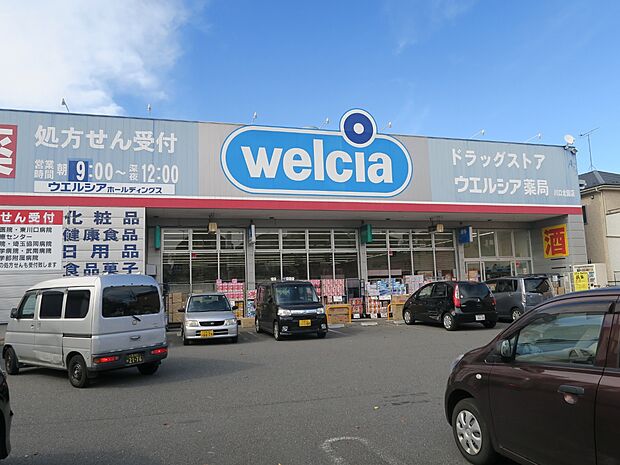 処方せん受付
営業時間 朝9:00〜深夜12:00
ウエルシアホールディングス
welcia
ドラッグストア
ウエルシア薬局
薬
せん受付
化粧品
健康食品
日用品
食品菓子
酒